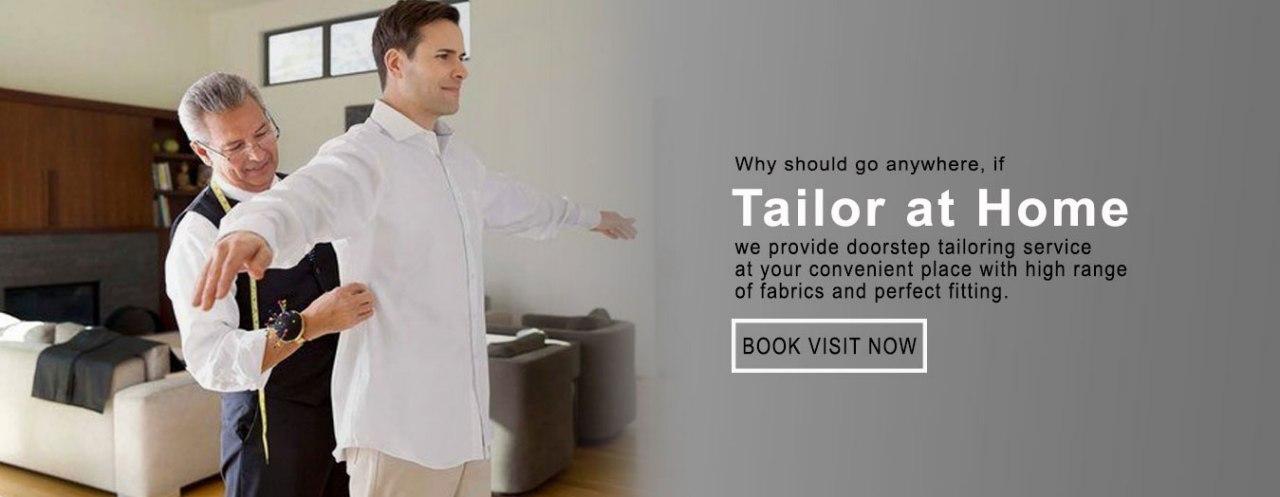 Why should go anywhere, if
Tailor at Home
we provide doorstep tailoring service
at your convenient place with high range
of fabrics and perfect fitting.
BOOK VISIT NOW